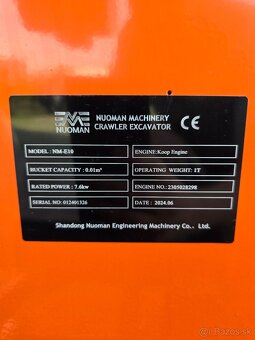 NUOMAN
NUOMAN MACHINERY
CRAWLER EXCAVATOR
CE
MODEL: NM-E10
ENGINE: Koop Engine
BUCKET CAPACITY: 0.01m³
OPERATING WEIGHT: 1T
RATED POWER: 7.6kw
ENGINE NO.: 2305028298
SERIAL NO: 012401326
DATE: 2024.06
Shandong Nuoman Engineering Machinery Co., Ltd.
bazos.sk